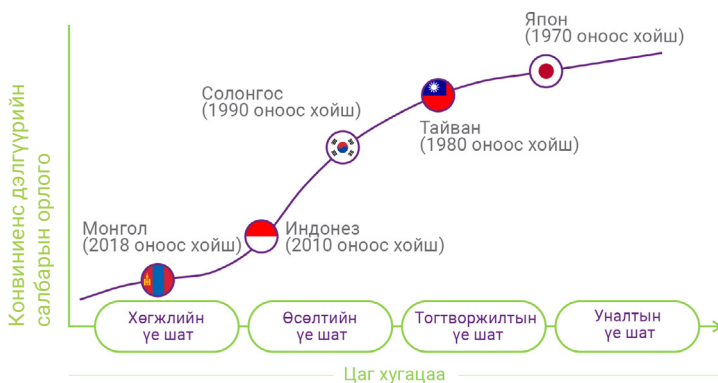 Япон
(1970 оноос хойш)
Солонгос
(1990 оноос хойш)
Тайван
(1980 оноос хойш)
Монгол
(2018 оноос хойш)
Индонез
(2010 оноос хойш)
Конвиниенс дэлгүүрийн
салбарын орлого
Хөгжлийн
үе шат
Өсөлтийн
үе шат
Тогтворжилтын
үе шат
Уналтын
үе шат
Цаг хугацаа